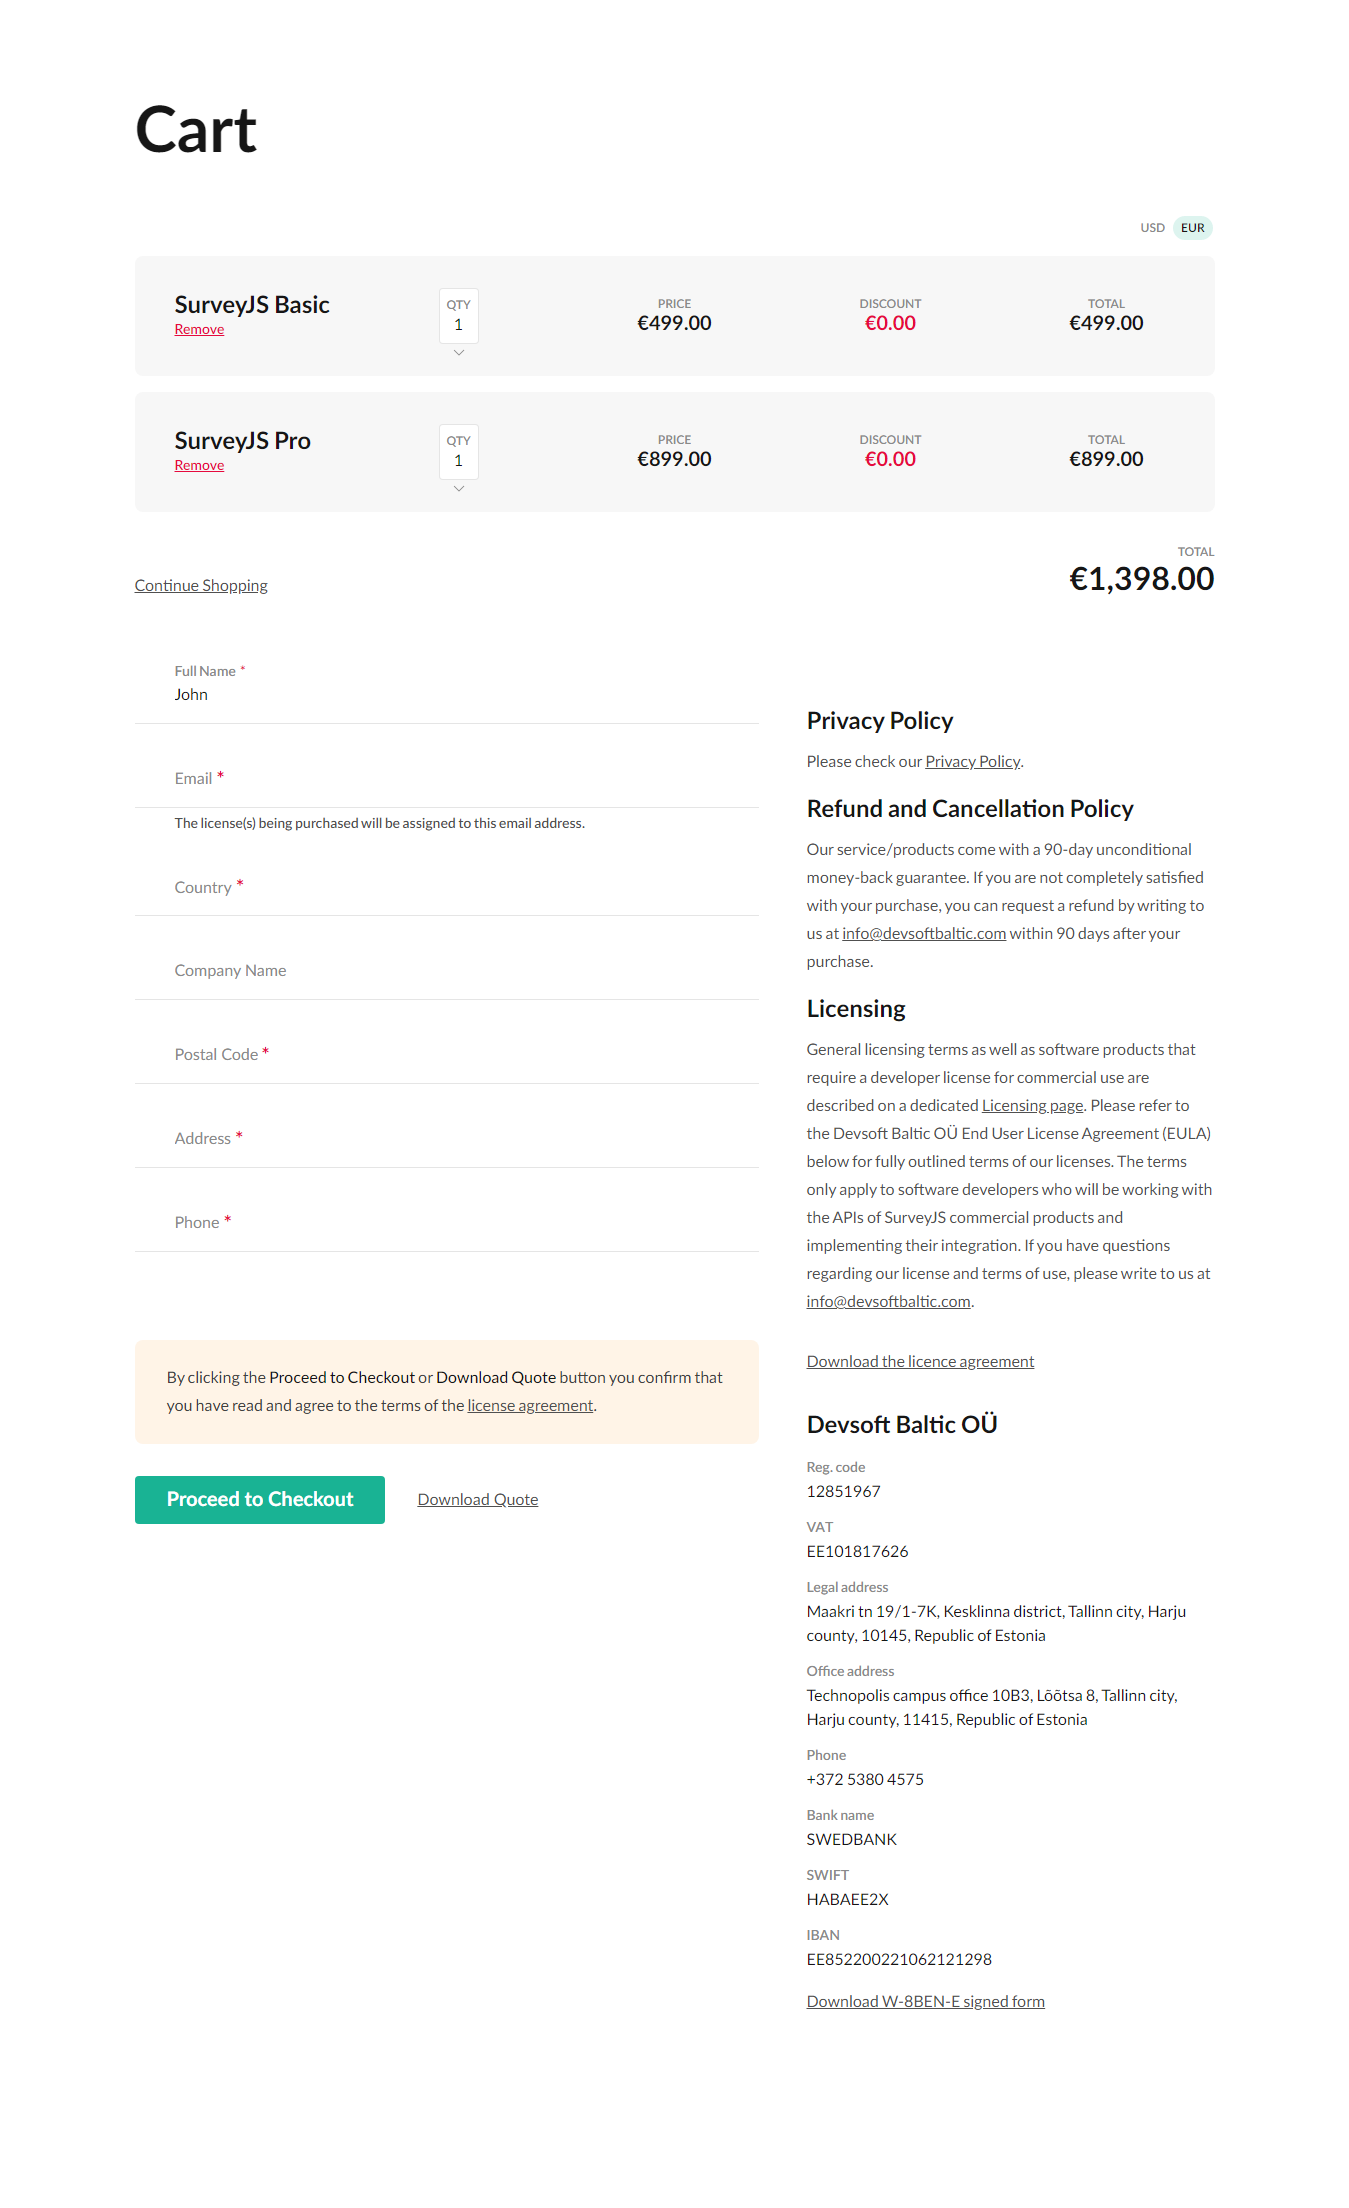 Cart
USD EUR
SurveyJS Basic
Remove
QTY
1
PRICE
€499.00
DISCOUNT
€0.00
TOTAL
€499.00
SurveyJS Pro
Remove
QTY
1
PRICE
€899.00
DISCOUNT
€0.00
TOTAL
€899.00
Continue Shopping
TOTAL
€1,398.00
Full Name *
John
Email *
The license(s) being purchased will be assigned to this email address.
Country *
Company Name
Postal Code *
Address *
Phone *
By clicking the Proceed to Checkout or Download Quote button you confirm that
you have read and agree to the terms of the license agreement.
Proceed to Checkout
Download Quote
Privacy Policy
Please check our Privacy Policy.
Refund and Cancellation Policy
Our service/products come with a 90-day unconditional
money-back guarantee. If you are not completely satisfied
with your purchase, you can request a refund by writing to
us at info@devsoftbaltic.com within 90 days after your
purchase.
Licensing
General licensing terms as well as software products that
require a developer license for commercial use are
described on a dedicated Licensing page. Please refer to
the Devsoft Baltic OÜ End User License Agreement (EULA)
below for fully outlined terms of our licenses. The terms
only apply to software developers who will be working with
the APIs of SurveyJS commercial products and
implementing their integration. If you have questions
regarding our license and terms of use, please write to us at
info@devsoftbaltic.com.
Download the licence agreement
Devsoft Baltic OÜ
Reg. code
12851967
VAT
EE101817626
Legal address
Maakri tn 19/1-7K, Kesklinna district, Tallinn city, Harju
county, 10145, Republic of Estonia
Office address
Technopolis campus office 10B3, Lõõtsa 8, Tallinn city,
Harju county, 11415, Republic of Estonia
Phone
+372 5380 4575
Bank name
SWEDBANK
SWIFT
HABAEE2X
IBAN
EE852200221062121298
Download W-8BEN-E signed form